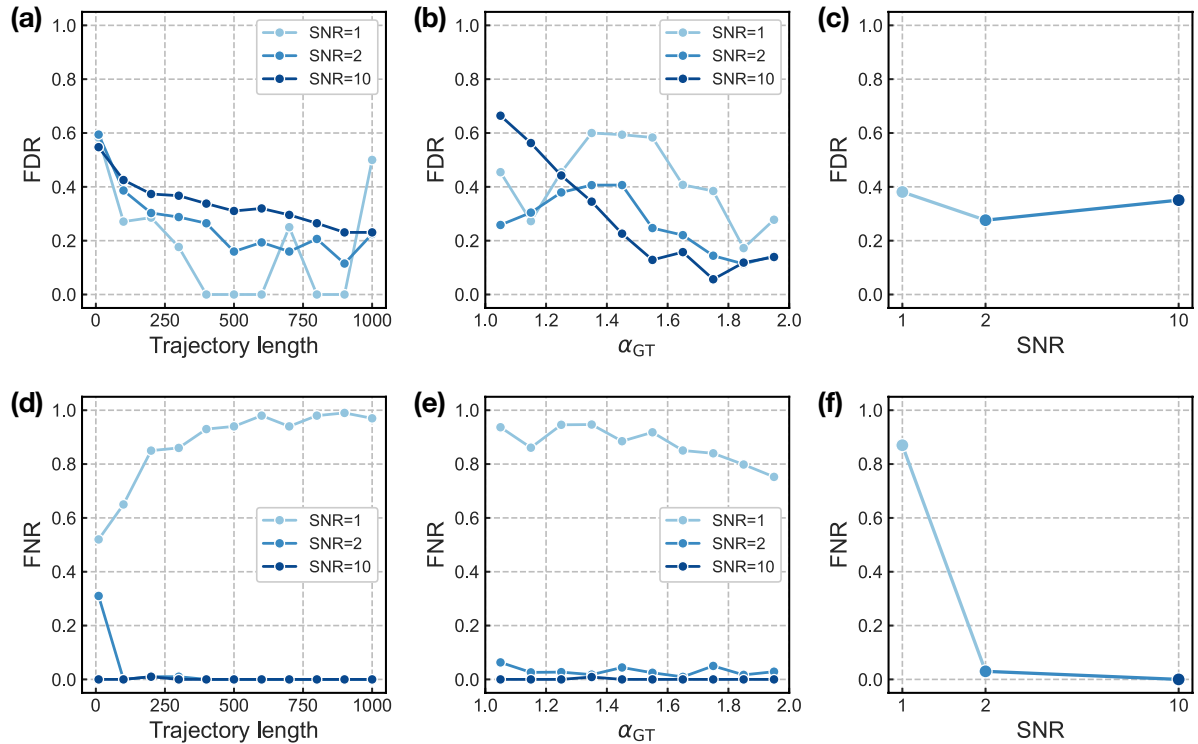 (a)
1.0
0.8
0.6
0.4
0.2
0.0
FDR
SNR=1
SNR=2
SNR=10
0
250
500
750
1000
Trajectory length
(b)
1.0
0.8
0.6
0.4
0.2
0.0
FDR
SNR=1
SNR=2
SNR=10
1.0
1.2
1.4
1.6
1.8
2.0
α_GT
(c)
1.0
0.8
0.6
0.4
0.2
0.0
FDR
1
2
10
SNR
(d)
1.0
0.8
0.6
0.4
0.2
0.0
FNR
SNR=1
SNR=2
SNR=10
0
250
500
750
1000
Trajectory length
(e)
1.0
0.8
0.6
0.4
0.2
0.0
FNR
SNR=1
SNR=2
SNR=10
1.0
1.2
1.4
1.6
1.8
2.0
α_GT
(f)
1.0
0.8
0.6
0.4
0.2
0.0
FNR
1
2
10
SNR